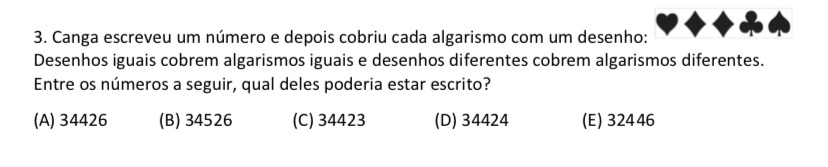 3. Canga escreveu um número e depois cobriu cada algarismo com um desenho: ♥♦♦♣♠
Desenhos iguais cobrem algarismos iguais e desenhos diferentes cobrem algarismos diferentes.
Entre os números a seguir, qual deles poderia estar escrito?
(A) 34426 (B) 34526 (C) 34423 (D) 34424 (E) 32446